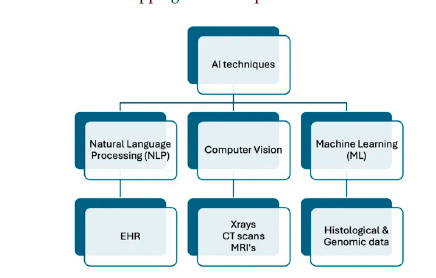 AI techniques
Natural Language
Processing (NLP)
Computer Vision
Machine Learning
(ML)
EHR
Xrays
CT scans
MRI's
Histological &
Genomic data